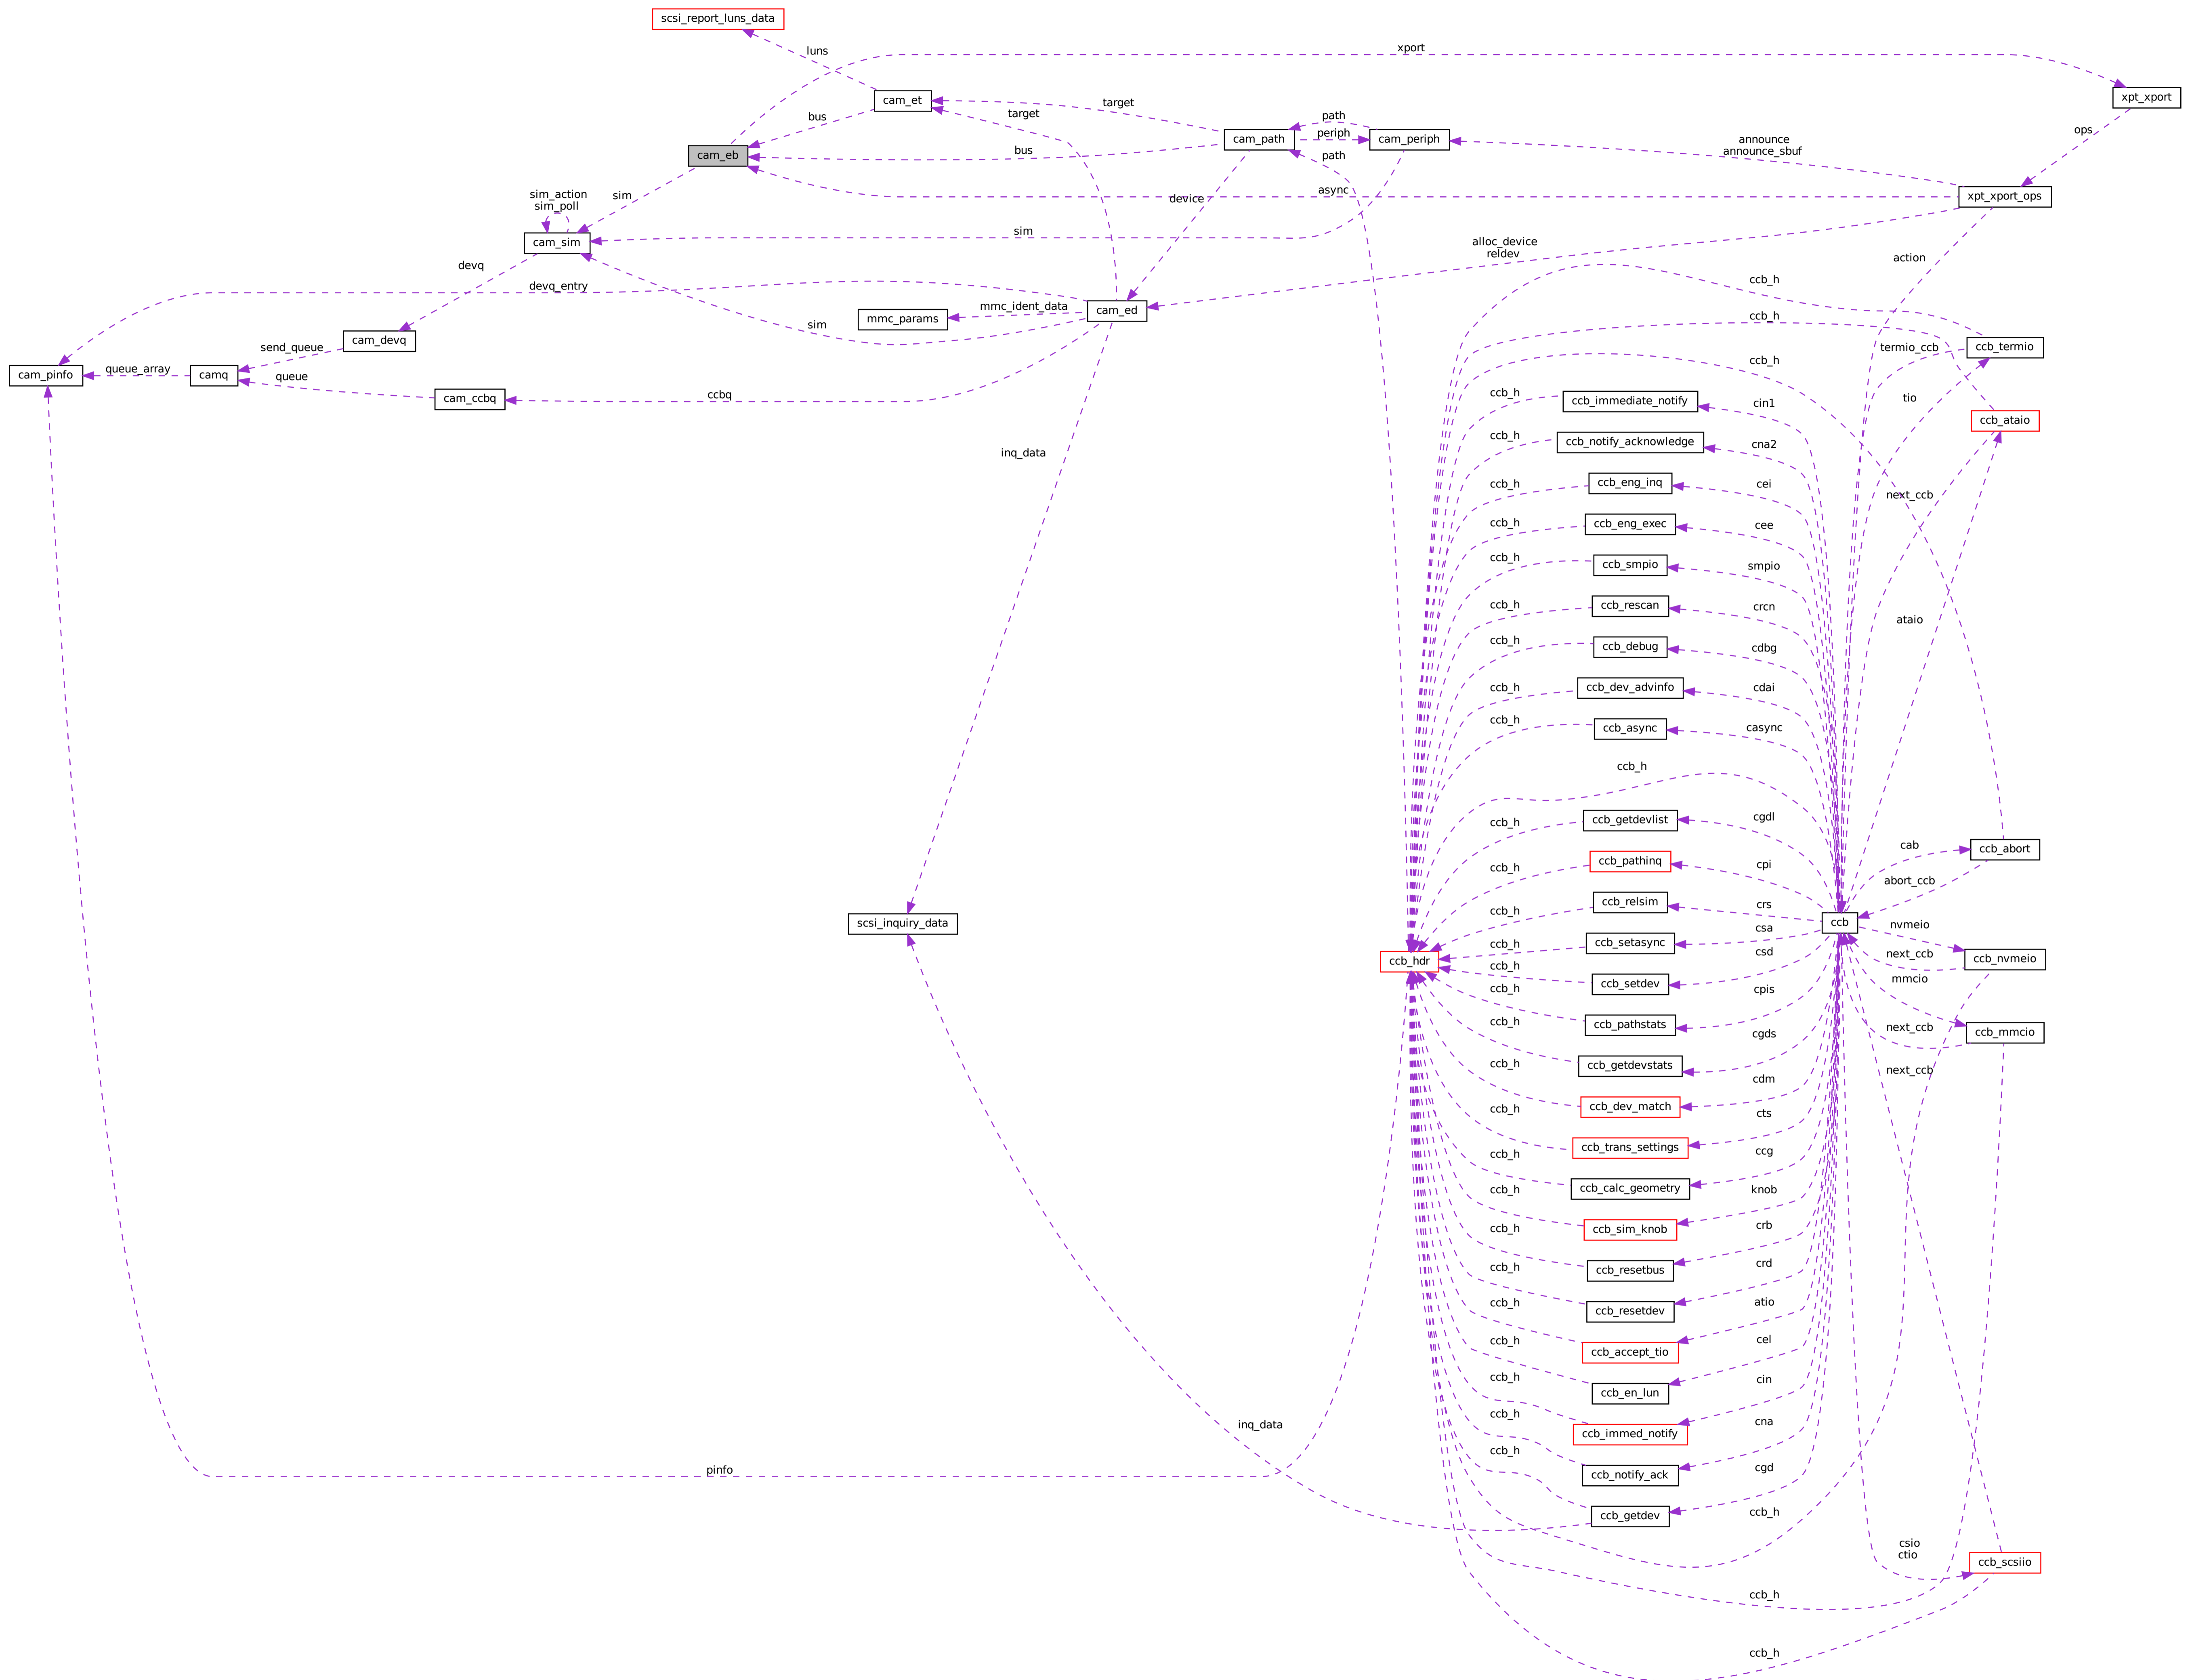 scsi_report_luns_data
luns
xport
cam_et
xpt_xport
target
target
bus
path
ops
cam_path
periph
cam_periph
announce
announce_sbuf
cam_eb
bus
path
sim_action
sim_poll
sim
device
async
xpt_xport_ops
cam_sim
sim
alloc_device
reldev
action
devq
ccb_h
devq_entry
mmc_ident_data
cam_ed
mmc_params
sim
ccb_h
cam_devq
send_queue
termio_ccb
ccb_termio
ccb_h
cam_pinfo
queue_array
camq
queue
cam_ccbq
ccbq
ccb_h
ccb_immediate_notify
cin1
tio
ccb_ataio
ccb_h
ccb_notify_acknowledge
cna2
inq_data
ccb_h
ccb_eng_inq
cei
next_ccb
ccb_h
ccb_eng_exec
cee
ccb_h
ccb_smpio
smpio
ccb_h
ccb_rescan
crcn
ataio
ccb_h
ccb_debug
cdbg
ccb_h
ccb_dev_advinfo
cdai
ccb_h
ccb_async
casync
ccb_h
ccb_h
ccb_getdevlist
cgdl
cab
ccb_abort
ccb_h
ccb_pathinq
cpi
abort_ccb
ccb_h
ccb_relsim
crs
scsi_inquiry_data
ccb
nvmeio
ccb_h
ccb_setasync
csa
ccb_hdr
next_ccb
ccb_nvmeio
ccb_h
ccb_setdev
csd
mmcio
ccb_h
ccb_pathstats
cpis
next_ccb
ccb_mmcio
ccb_h
ccb_getdevstats
cgds
next_ccb
ccb_h
ccb_dev_match
cdm
ccb_h
ccb_trans_settings
cts
ccb_h
ccb_calc_geometry
ccg
ccb_h
ccb_sim_knob
knob
ccb_h
ccb_resetbus
crb
ccb_h
ccb_resetdev
crd
ccb_h
ccb_accept_tio
atio
ccb_h
ccb_en_lun
cel
ccb_h
ccb_immed_notify
cin
inq_data
ccb_h
ccb_notify_ack
cna
pinfo
ccb_h
ccb_getdev
cgd
ccb_h
csio
ctio
ccb_scsiio
ccb_h
ccb_h